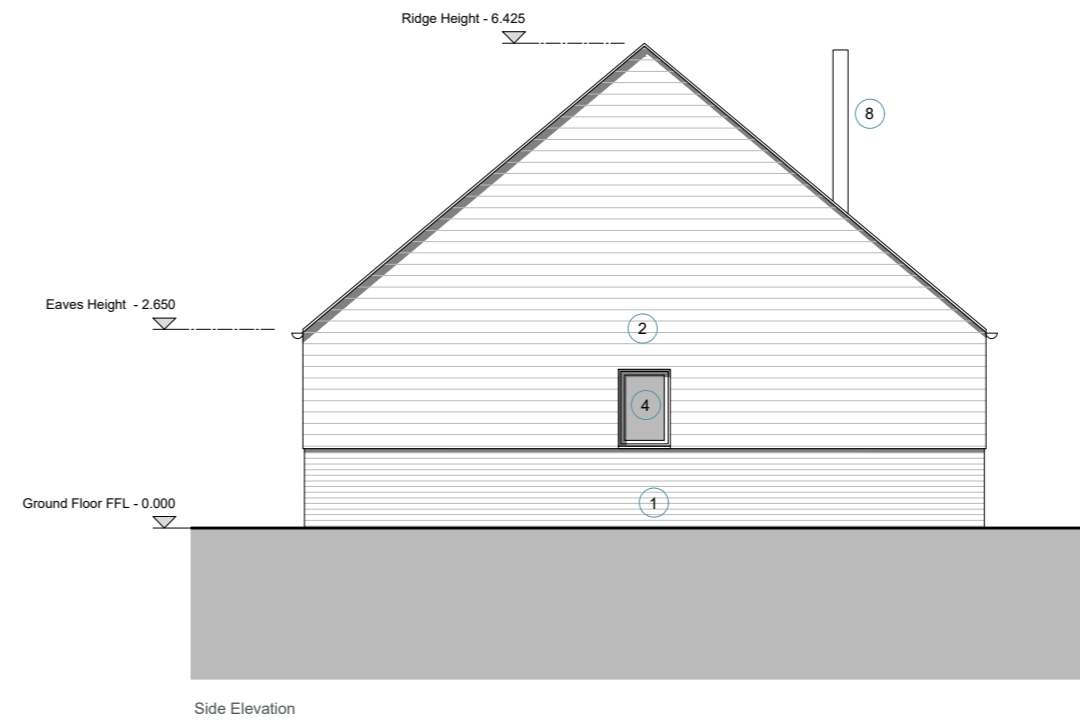 Ridge Height - 6.425
8
Eaves Height - 2.650
2
4
Ground Floor FFL - 0.000
1
Side Elevation